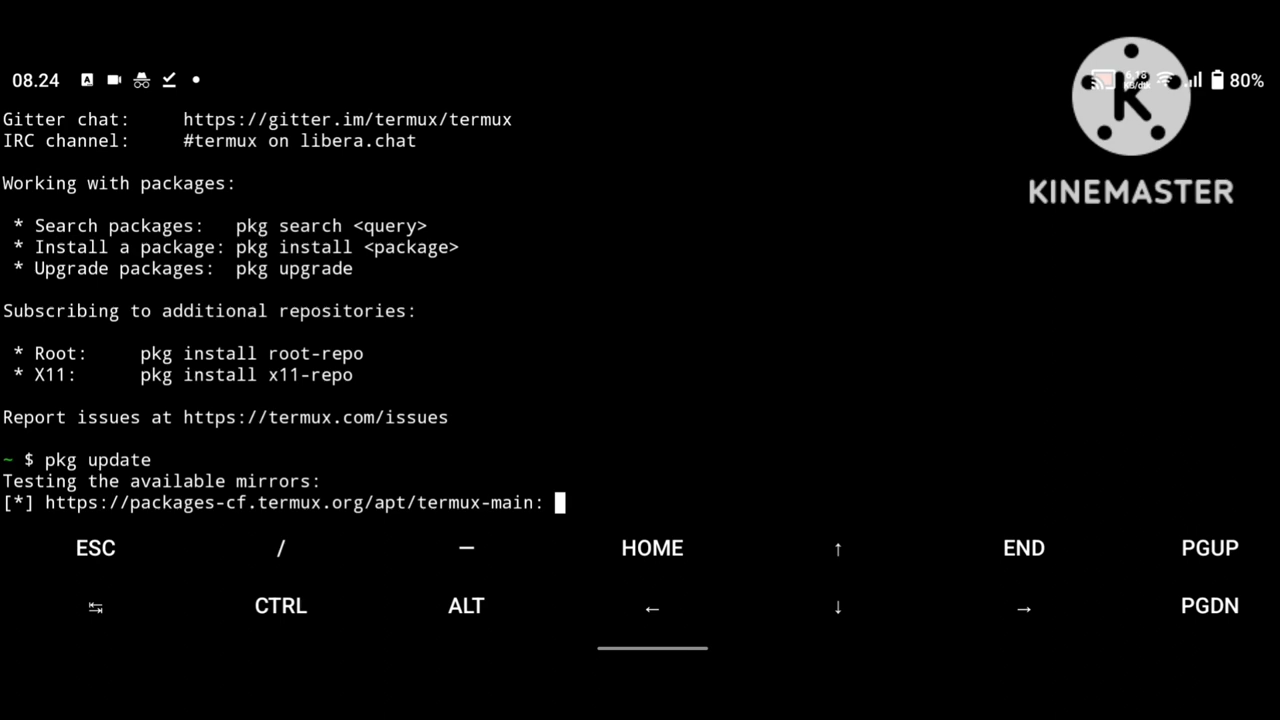 08.24
6,18
KB/dtk
80%
K
KINEMASTER
Gitter chat: https://gitter.im/termux/termux
IRC channel: #termux on libera.chat
Working with packages:
* Search packages: pkg search <query>
* Install a package: pkg install <package>
* Upgrade packages: pkg upgrade
Subscribing to additional repositories:
* Root: pkg install root-repo
* X11: pkg install x11-repo
Report issues at https://termux.com/issues
~ $ pkg update
Testing the available mirrors:
[*] https://packages-cf.termux.org/apt/termux-main:
ESC / — HOME ↑ END PGUP
↹ CTRL ALT ← ↓ → PGDN